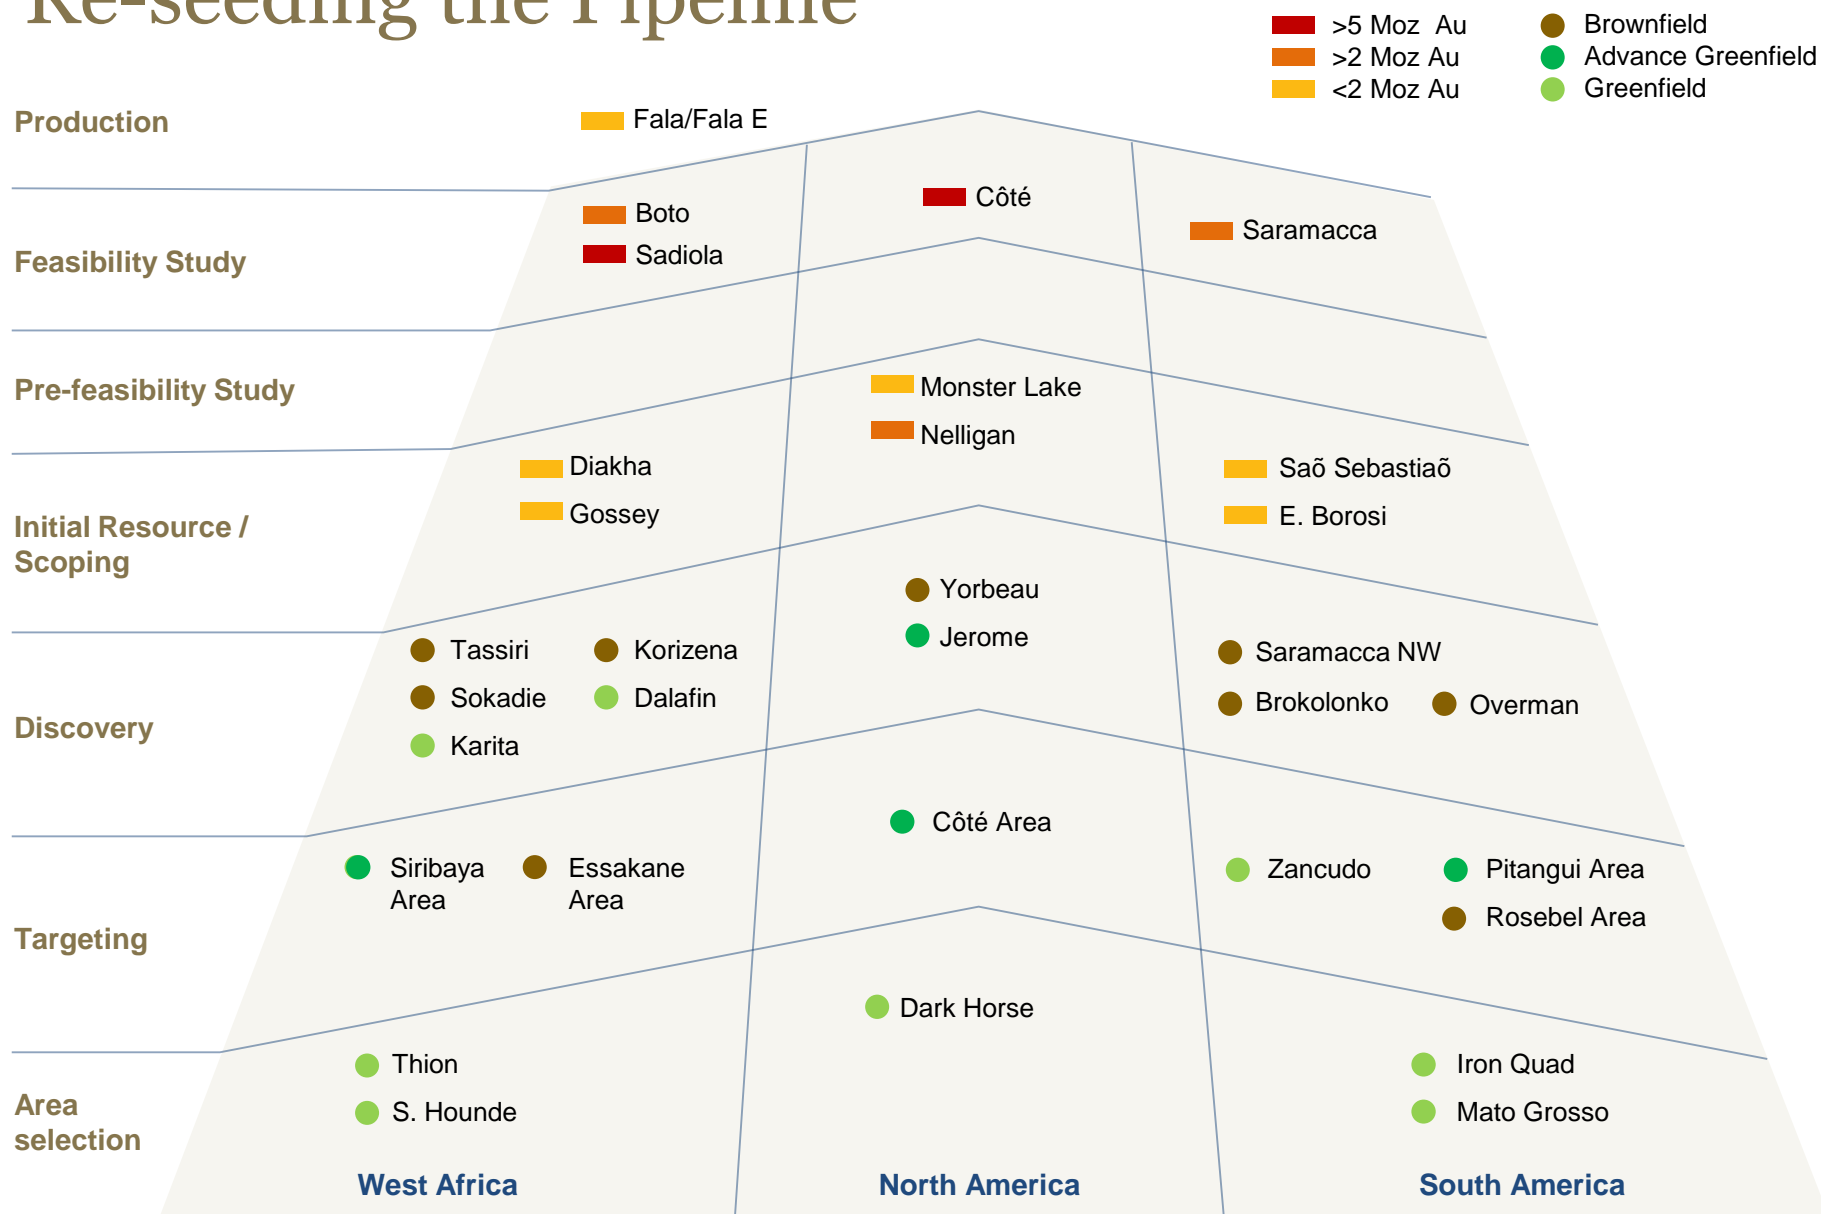 Re-seeding the Pipeline
>5 Moz Au
>2 Moz Au
<2 Moz Au
Brownfield
Advance Greenfield
Greenfield
Production
Fala/Fala E
Feasibility Study
Boto
Sadiola
Côté
Saramacca
Pre-feasibility Study
Monster Lake
Nelligan
Initial Resource /
Scoping
Diakha
Gossey
Saõ Sebastiaõ
E. Borosi
Discovery
Yorbeau
Jerome
Tassiri
Korizena
Sokadie
Dalafin
Karita
Saramacca NW
Brokolonko
Overman
Targeting
Côté Area
Siribaya
Area
Essakane
Area
Zancudo
Pitangui Area
Rosebel Area
Area
selection
Dark Horse
Thion
S. Hounde
Iron Quad
Mato Grosso
West Africa
North America
South America